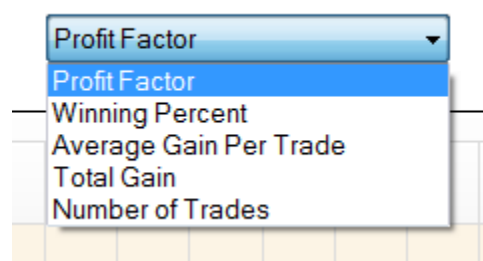 Profit Factor
Profit Factor
Winning Percent
Average Gain Per Trade
Total Gain
Number of Trades